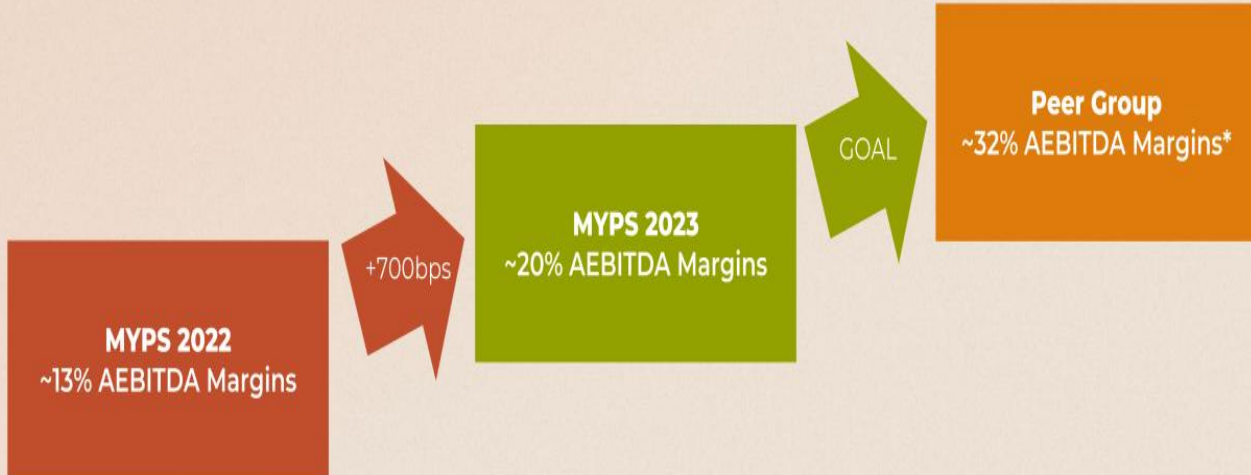 MYPS 2022
~13% AEBITDA Margins
+700bps
MYPS 2023
~20% AEBITDA Margins
GOAL
Peer Group
~32% AEBITDA Margins*